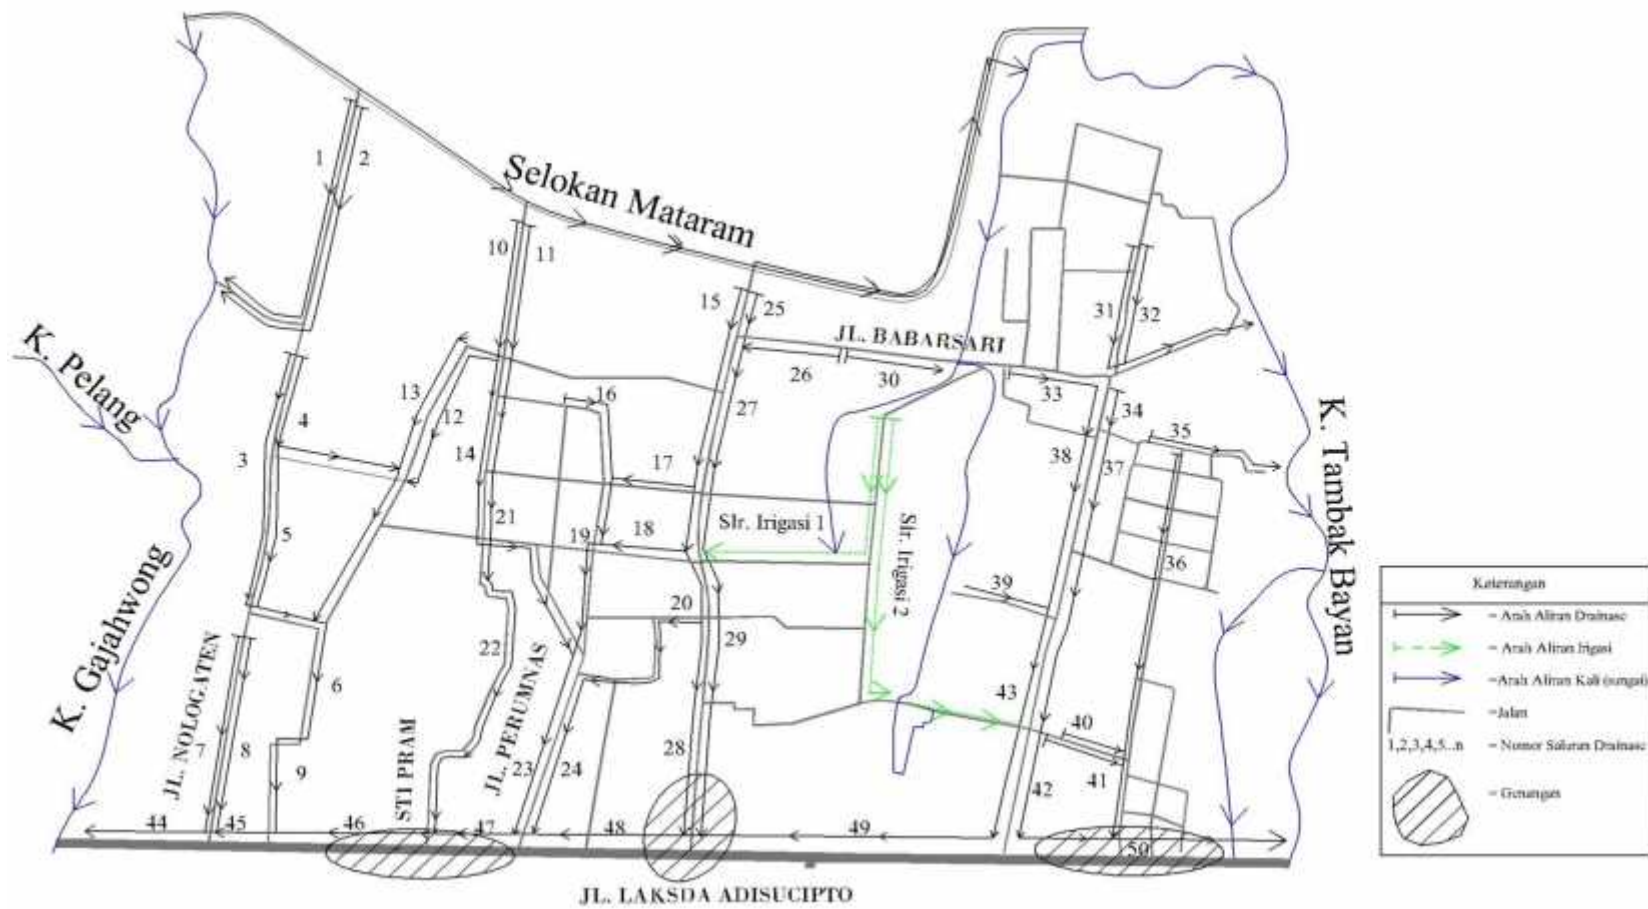 Selokan Mataram
1
2
10
11
15
25
31
32
JL. BABARSARI
26
30
33
K. Pelang
13
12
16
27
34
35
4
3
14
17
38
37
5
21
19
18
Slr. Irigasi 1
Slr. Irigasi 2
39
36
K. Tambak Bayan
K. Gajahwong
JL. NOLOGATEN
6
22
JL. PERUMNAS
20
29
43
40
41
7
8
9
STI PRAM
23
24
28
42
44
45
46
47
48
49
50
JL. LAKSDA ADISUCIPTO
Keterangan
= Arah Aliran Drainase
= Arah Aliran Irigasi
=Arah Aliran Kali (sungai)
=Jalan
1,2,3,4,5...n = Nomor Saluran Drainase
= Genangan